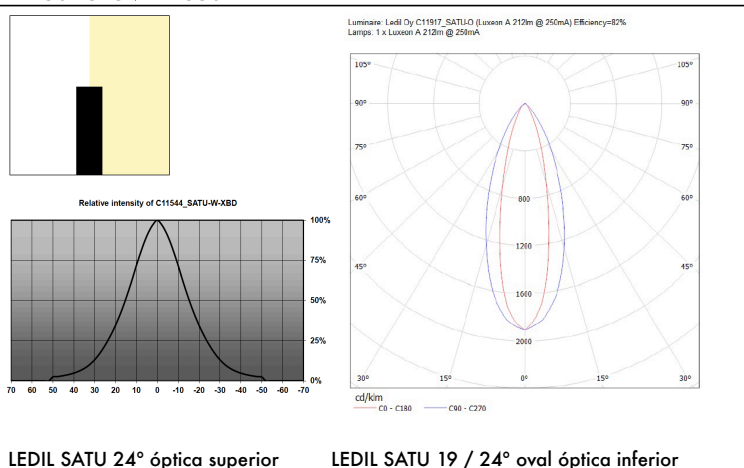 Luminaire: Ledil Oy C11917_SATU-O (Luxeon A 212lm @ 250mA) Efficiency=82%
Lamps: 1 x Luxeon A 212lm @ 250mA
105° 105°
90° 90°
75° 75°
60° 60°
45° 45°
30° 15° 0° 15° 30°
800
1200
1600
2000
cd/klm
C0 - C180 C90 - C270
Relative intensity of C11544_SATU-W-XBD
100%
75%
50%
25%
0%
70 60 50 40 30 20 10 0 -10 -20 -30 -40 -50 -60 -70
LEDIL SATU 24° óptica superior
LEDIL SATU 19 / 24° oval óptica inferior